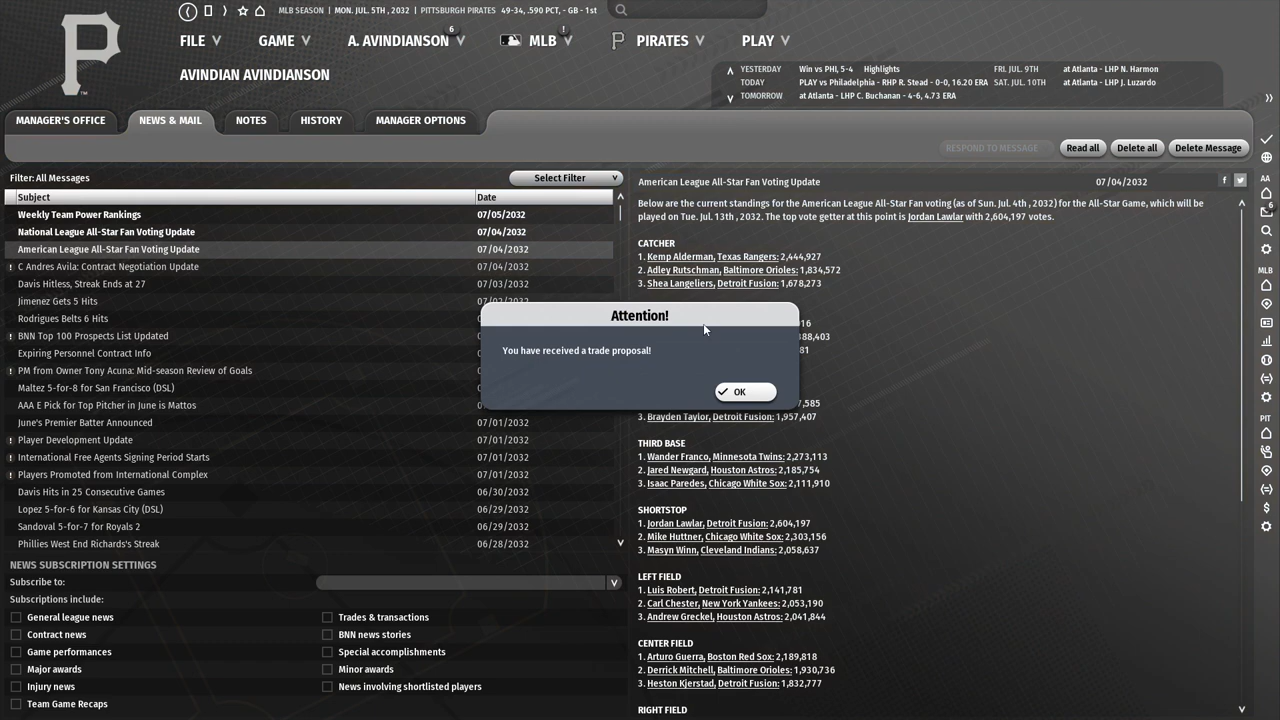 MLB SEASON | MON. JUL. 5TH , 2032 | PITTSBURGH PIRATES 49-34, .590 PCT, - GB - 1st
FILE GAME A. AVINDIANSON 6 MLB ! PIRATES PLAY
P
TM
AVINDIAN AVINDIANSON
YESTERDAY Win vs PHI, 5-4 Highlights FRI. JUL. 9TH at Atlanta - LHP N. Harmon
TODAY PLAY vs Philadelphia - RHP R. Stead - 0-0, 16.20 ERA SAT. JUL. 10TH at Atlanta - LHP J. Luzardo
TOMORROW at Atlanta - LHP C. Buchanan - 4-6, 4.73 ERA
MANAGER'S OFFICE NEWS & MAIL NOTES HISTORY MANAGER OPTIONS
RESPOND TO MESSAGE Read all Delete all Delete Message
Filter: All Messages Select Filter
Subject Date
Weekly Team Power Rankings 07/05/2032
National League All-Star Fan Voting Update 07/04/2032
American League All-Star Fan Voting Update 07/04/2032
! C Andres Avila: Contract Negotiation Update 07/04/2032
Davis Hitless, Streak Ends at 27 07/03/2032
Jimenez Gets 5 Hits 07/02/2032
Rodrigues Belts 6 Hits
! BNN Top 100 Prospects List Updated
Expiring Personnel Contract Info
! PM from Owner Tony Acuna: Mid-season Review of Goals
Maltez 5-for-8 for San Francisco (DSL)
AAA E Pick for Top Pitcher in June is Mattos
June's Premier Batter Announced 07/01/2032
! Player Development Update 07/01/2032
! International Free Agents Signing Period Starts 07/01/2032
! Players Promoted from International Complex 07/01/2032
Davis Hits in 25 Consecutive Games 06/30/2032
Lopez 5-for-6 for Kansas City (DSL) 06/29/2032
Sandoval 5-for-7 for Royals 2 06/29/2032
Phillies West End Richards's Streak 06/28/2032
NEWS SUBSCRIPTION SETTINGS
Subscribe to:
Subscriptions include:
General league news Trades & transactions
Contract news BNN news stories
Game performances Special accomplishments
Major awards Minor awards
Injury news News involving shortlisted players
Team Game Recaps
American League All-Star Fan Voting Update 07/04/2032
Below are the current standings for the American League All-Star Fan voting (as of Sun. Jul. 4th , 2032) for the All-Star Game, which will be
played on Tue. Jul. 13th , 2032. The top vote getter at this point is Jordan Lawlar with 2,604,197 votes.
CATCHER
1. Kemp Alderman, Texas Rangers: 2,444,927
2. Adley Rutschman, Baltimore Orioles: 1,834,572
3. Shea Langeliers, Detroit Fusion: 1,678,273
16
388,403
81
7,585
3. Brayden Taylor, Detroit Fusion: 1,957,407
THIRD BASE
1. Wander Franco, Minnesota Twins: 2,273,113
2. Jared Newgard, Houston Astros: 2,185,754
3. Isaac Paredes, Chicago White Sox: 2,111,910
SHORTSTOP
1. Jordan Lawlar, Detroit Fusion: 2,604,197
2. Mike Huttner, Chicago White Sox: 2,303,156
3. Masyn Winn, Cleveland Indians: 2,058,637
LEFT FIELD
1. Luis Robert, Detroit Fusion: 2,141,781
2. Carl Chester, New York Yankees: 2,053,190
3. Andrew Greckel, Houston Astros: 2,041,844
CENTER FIELD
1. Arturo Guerra, Boston Red Sox: 2,189,818
2. Derrick Mitchell, Baltimore Orioles: 1,930,736
3. Heston Kjerstad, Detroit Fusion: 1,832,777
RIGHT FIELD
Attention!
You have received a trade proposal!
OK
AA
6
MLB
PIT